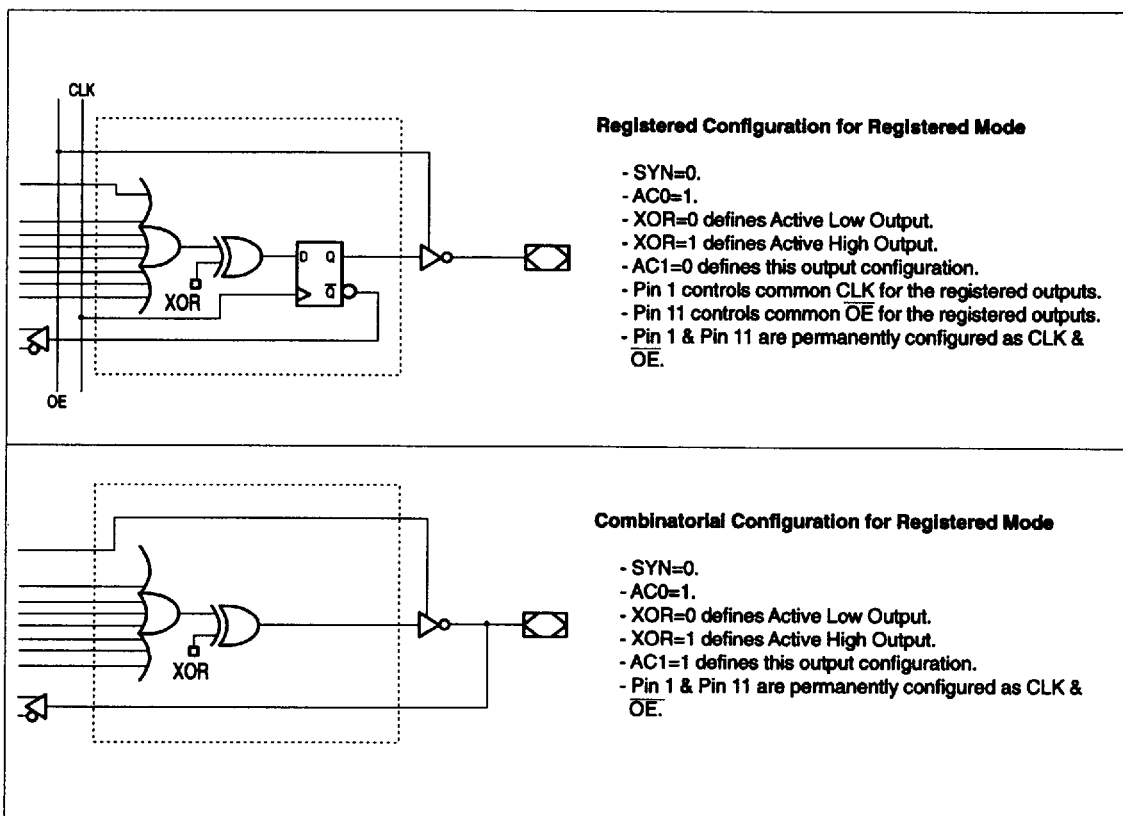 CLK
Registered Configuration for Registered Mode
- SYN=0.
- AC0=1.
- XOR=0 defines Active Low Output.
- XOR=1 defines Active High Output.
- AC1=0 defines this output configuration.
- Pin 1 controls common CLK for the registered outputs.
- Pin 11 controls common O̅E̅ for the registered outputs.
- Pin 1 & Pin 11 are permanently configured as CLK &
O̅E̅.
D Q
XOR
Q̅
OE
Combinatorial Configuration for Registered Mode
- SYN=0.
- AC0=1.
- XOR=0 defines Active Low Output.
- XOR=1 defines Active High Output.
- AC1=1 defines this output configuration.
- Pin 1 & Pin 11 are permanently configured as CLK &
O̅E̅.
XOR